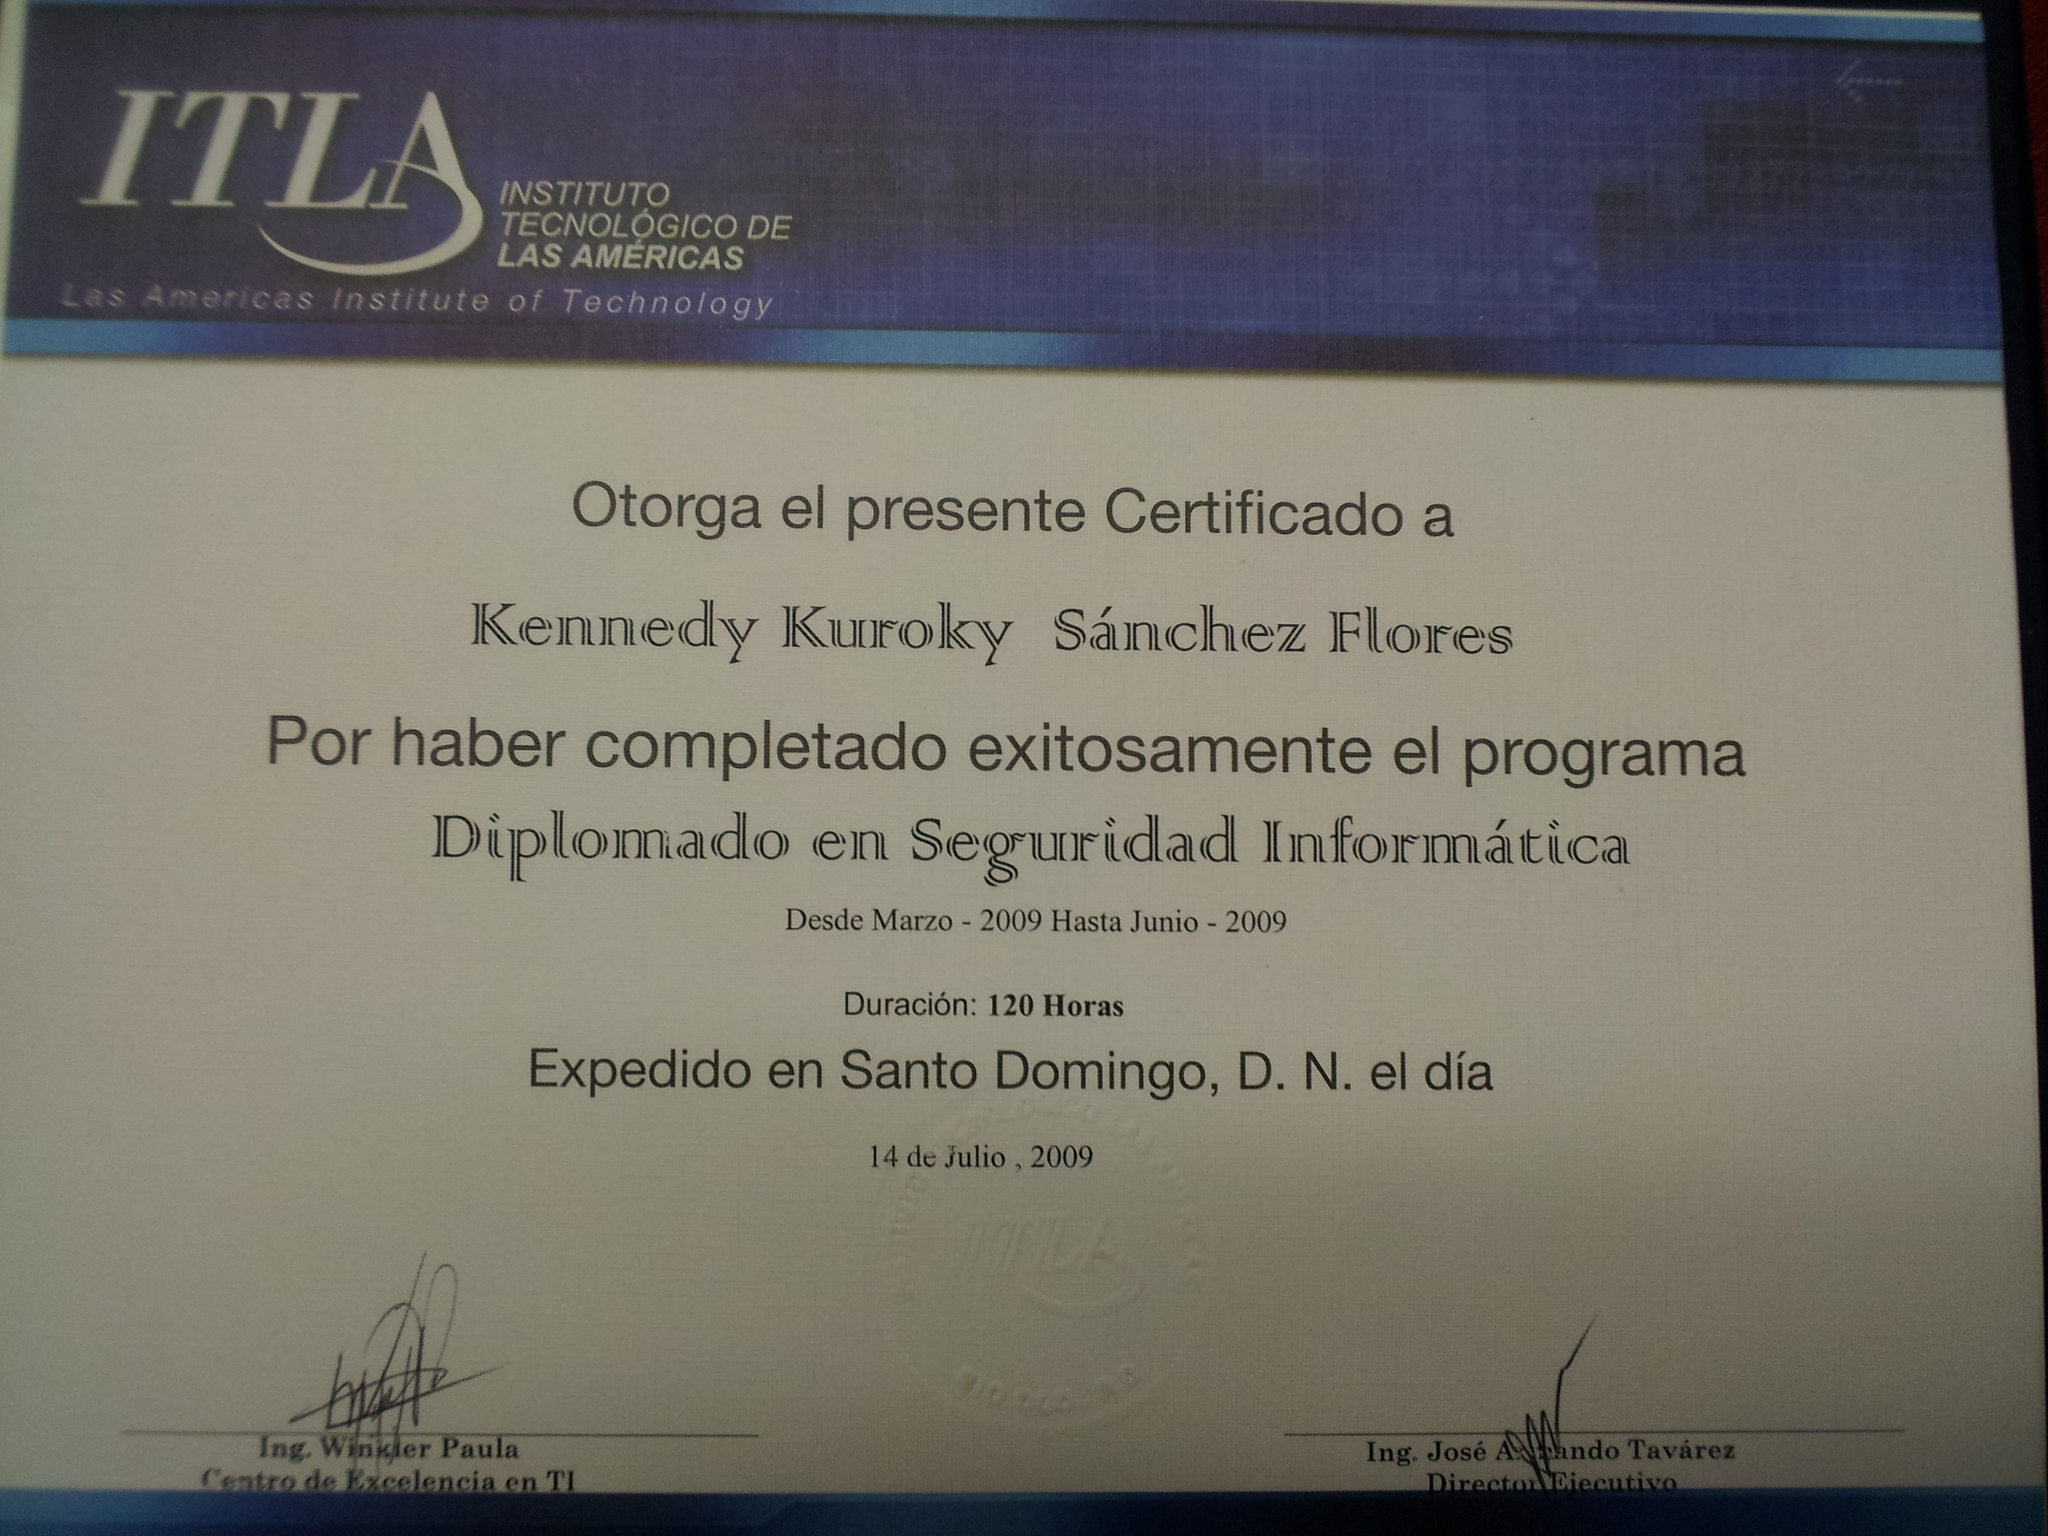 ITLA
INSTITUTO
TECNOLÓGICO DE
LAS AMÉRICAS
Las Americas Institute of Technology
Otorga el presente Certificado a
Kennedy Kuroky Sánchez Flores
Por haber completado exitosamente el programa
Diplomado en Seguridad Informática
Desde Marzo - 2009 Hasta Junio - 2009
Duración: 120 Horas
Expedido en Santo Domingo, D. N. el día
14 de Julio , 2009
ITLA
Ing. Winkler Paula
Centro de Excelencia en TI
Ing. José Armando Tavárez
Director Ejecutivo